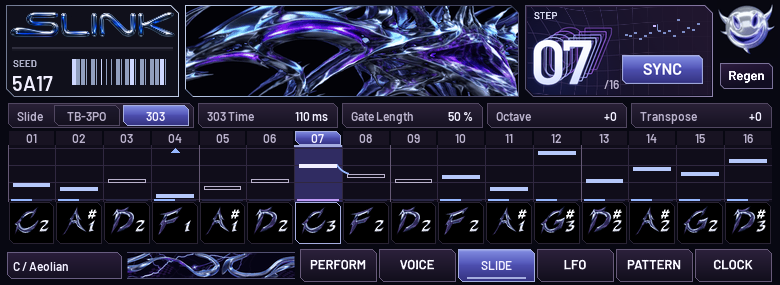 SLINK
SEED
5A17
STEP
07
/16
SYNC
Regen
Slide TB-3PO 303 303 Time 110 ms Gate Length 50 % Octave +0 Transpose +0
01 02 03 04 05 06 07 08 09 10 11 12 13 14 15 16
C2 A#1 D2 F1 A#1 D2 C3 F2 D2 F2 A#1 G#3 D#2 A#2 G2 D#3
C / Aeolian PERFORM VOICE SLIDE LFO PATTERN CLOCK